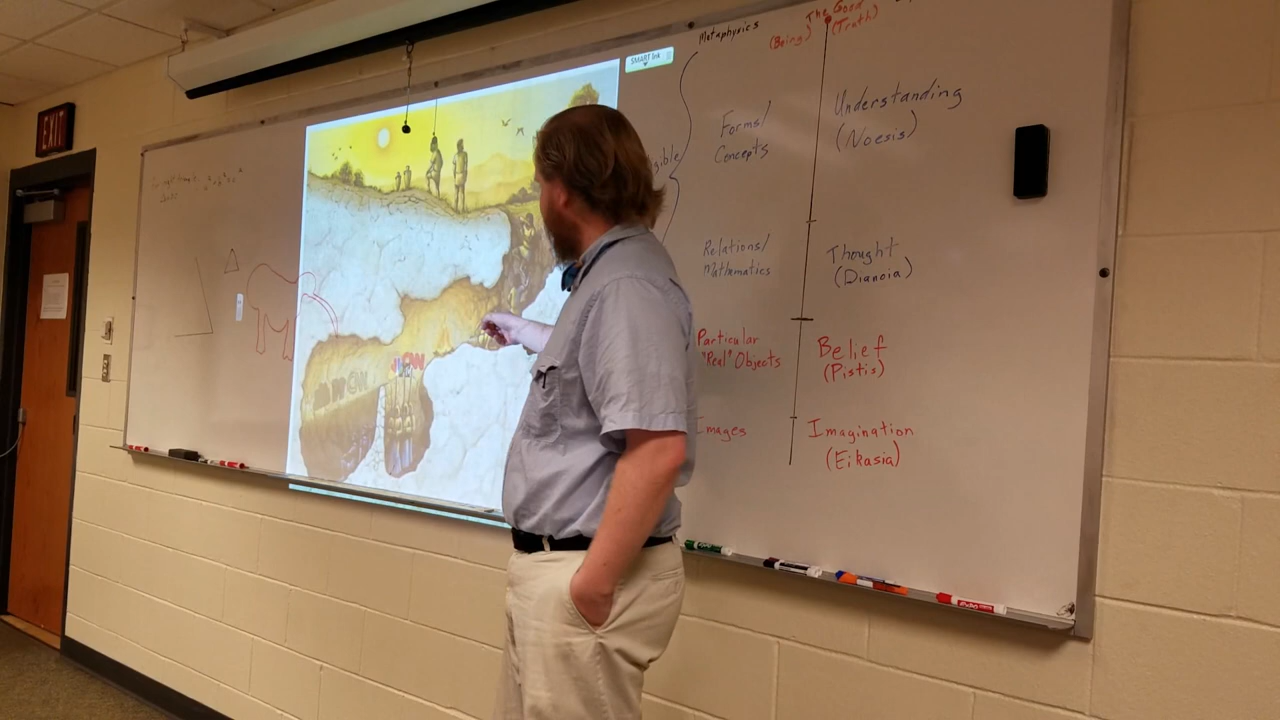 EXIT
SMART Ink
Metaphysics
The Good
(Being)
(Truth)
Forms/
Concepts
Understanding
(Noesis)
Relations/
Mathematics
Thought
(Dianoia)
Particular
"Real" Objects
Belief
(Pistis)
Images
Imagination
(Eikasia)
CNN